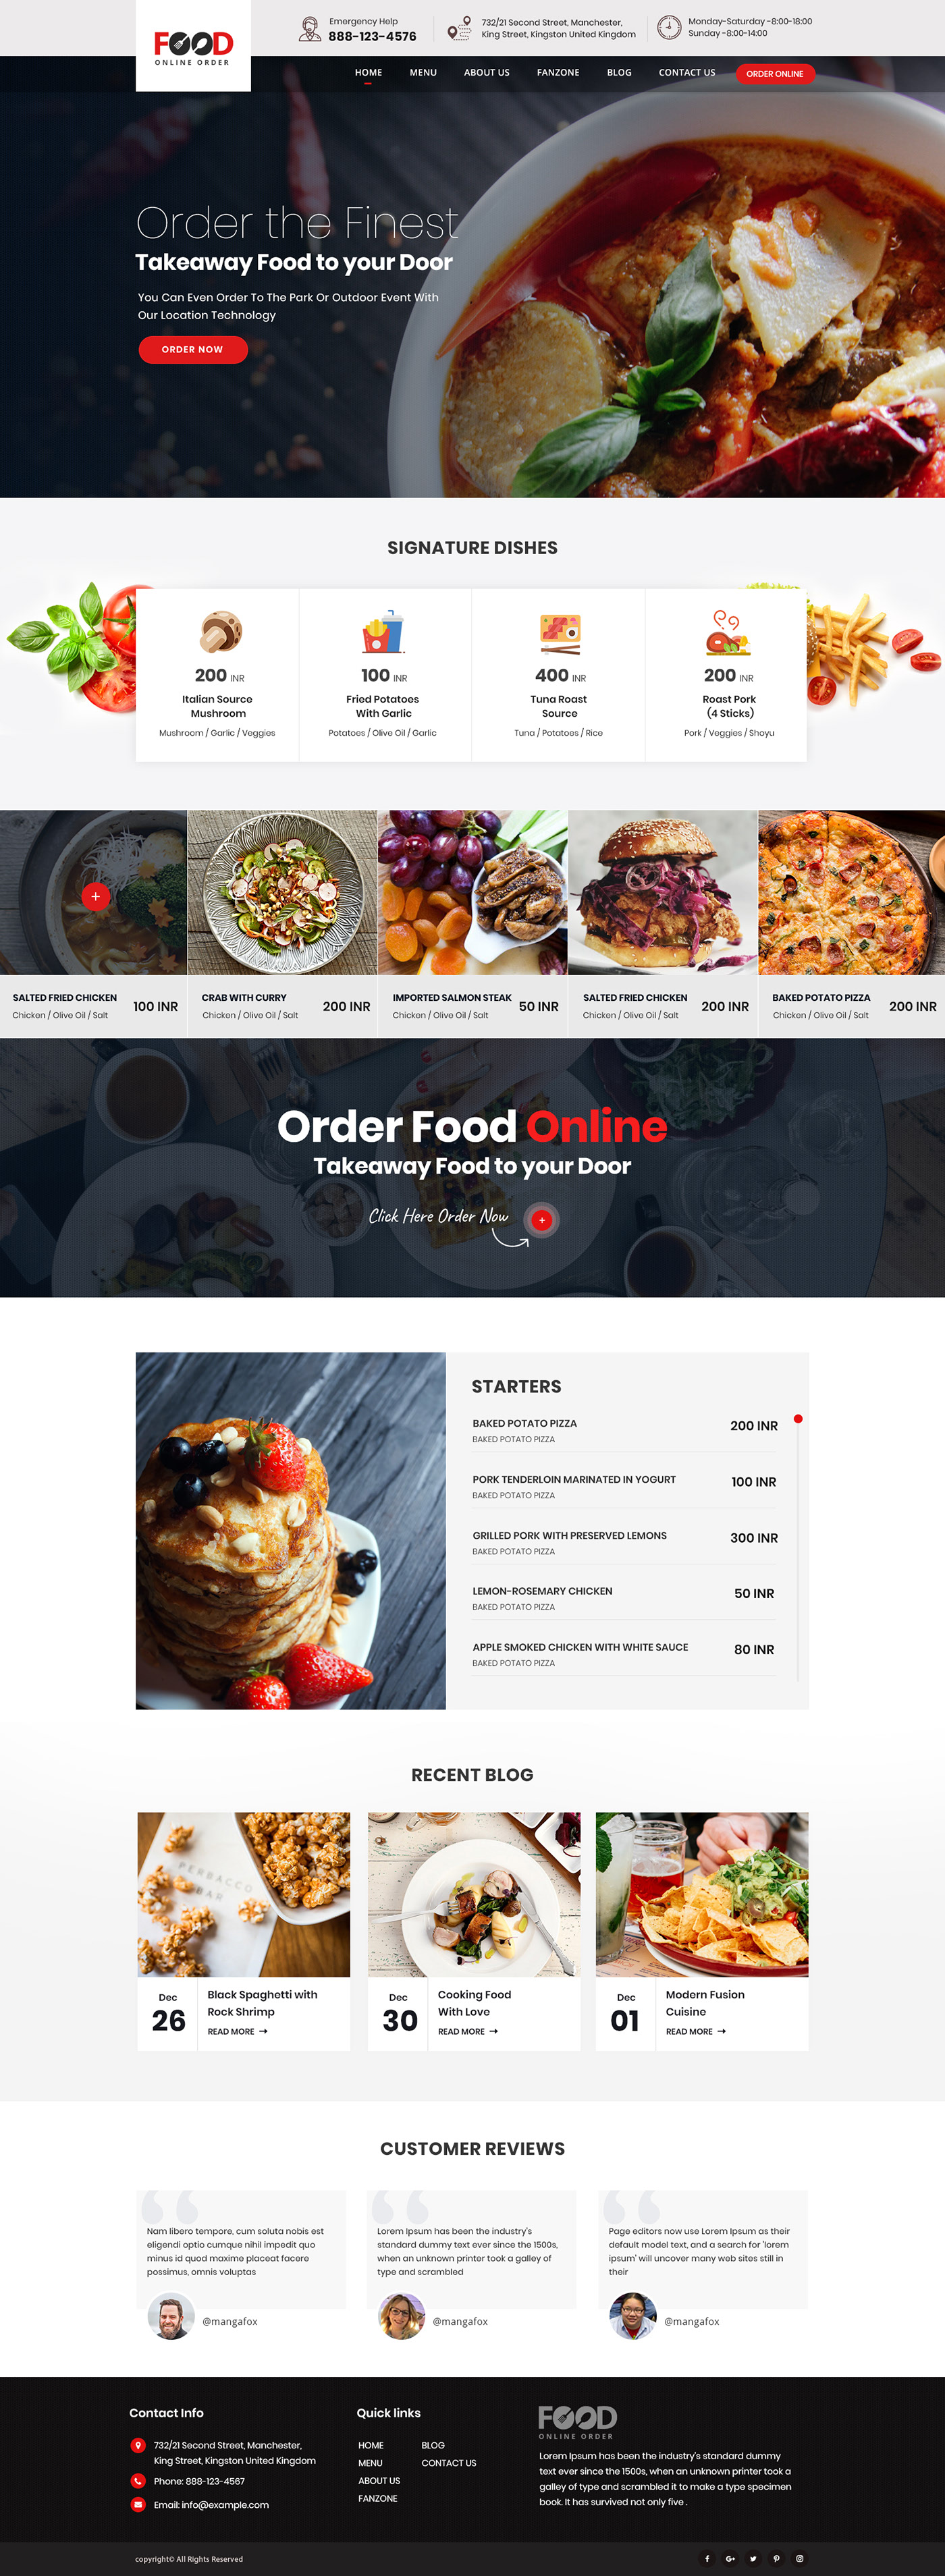 FOOD
ONLINE ORDER
Emergency Help
888-123-4576
732/21 Second Street, Manchester,
King Street, Kingston United Kingdom
Monday-Saturday -8:00-18:00
Sunday -8:00-14:00
HOME MENU ABOUT US FANZONE BLOG CONTACT US ORDER ONLINE
Order the Finest
Takeaway Food to your Door
You Can Even Order To The Park Or Outdoor Event With
Our Location Technology
ORDER NOW
SIGNATURE DISHES
200 INR
Italian Source
Mushroom
Mushroom / Garlic / Veggies
100 INR
Fried Potatoes
With Garlic
Potatoes / Olive Oil / Garlic
400 INR
Tuna Roast
Source
Tuna / Potatoes / Rice
200 INR
Roast Pork
(4 Sticks)
Pork / Veggies / Shoyu
SALTED FRIED CHICKEN
Chicken / Olive Oil / Salt
100 INR
CRAB WITH CURRY
Chicken / Olive Oil / Salt
200 INR
IMPORTED SALMON STEAK
Chicken / Olive Oil / Salt
50 INR
SALTED FRIED CHICKEN
Chicken / Olive Oil / Salt
200 INR
BAKED POTATO PIZZA
Chicken / Olive Oil / Salt
200 INR
Order Food Online
Takeaway Food to your Door
Click Here Order Now
STARTERS
BAKED POTATO PIZZA
BAKED POTATO PIZZA
200 INR
PORK TENDERLOIN MARINATED IN YOGURT
BAKED POTATO PIZZA
100 INR
GRILLED PORK WITH PRESERVED LEMONS
BAKED POTATO PIZZA
300 INR
LEMON-ROSEMARY CHICKEN
BAKED POTATO PIZZA
50 INR
APPLE SMOKED CHICKEN WITH WHITE SAUCE
BAKED POTATO PIZZA
80 INR
RECENT BLOG
PERBACCO
BAR
Dec
26
Black Spaghetti with
Rock Shrimp
READ MORE
Dec
30
Cooking Food
With Love
READ MORE
Dec
01
Modern Fusion
Cuisine
READ MORE
CUSTOMER REVIEWS
Nam libero tempore, cum soluta nobis est
eligendi optio cumque nihil impedit quo
minus id quod maxime placeat facere
possimus, omnis voluptas
@mangafox
Lorem Ipsum has been the industry's
standard dummy text ever since the 1500s,
when an unknown printer took a galley of
type and scrambled
@mangafox
Page editors now use Lorem Ipsum as their
default model text, and a search for 'lorem
ipsum' will uncover many web sites still in
their
@mangafox
Contact Info
732/21 Second Street, Manchester,
King Street, Kingston United Kingdom
Phone: 888-123-4567
Email: info@example.com
Quick links
HOME
MENU
ABOUT US
FANZONE
BLOG
CONTACT US
FOOD
ONLINE ORDER
Lorem Ipsum has been the industry's standard dummy
text ever since the 1500s, when an unknown printer took a
galley of type and scrambled it to make a type specimen
book. It has survived not only five .
copyright© All Rights Reserved